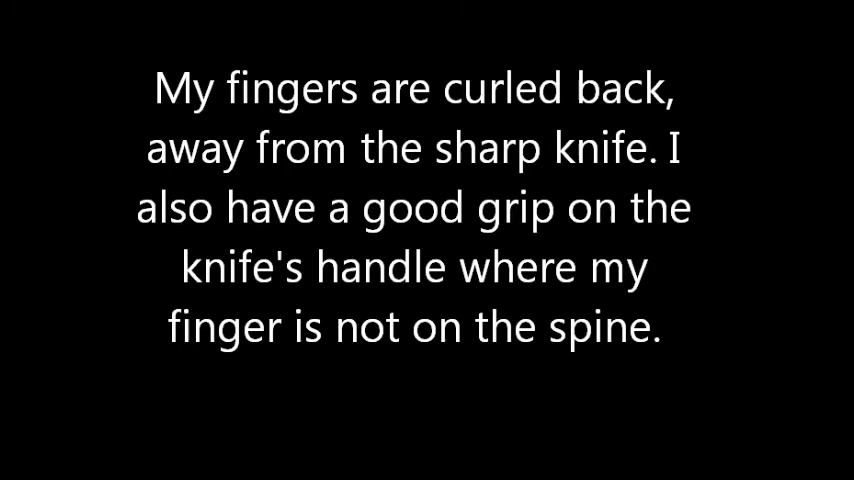 My fingers are curled back,
away from the sharp knife. I
also have a good grip on the
knife's handle where my
finger is not on the spine.